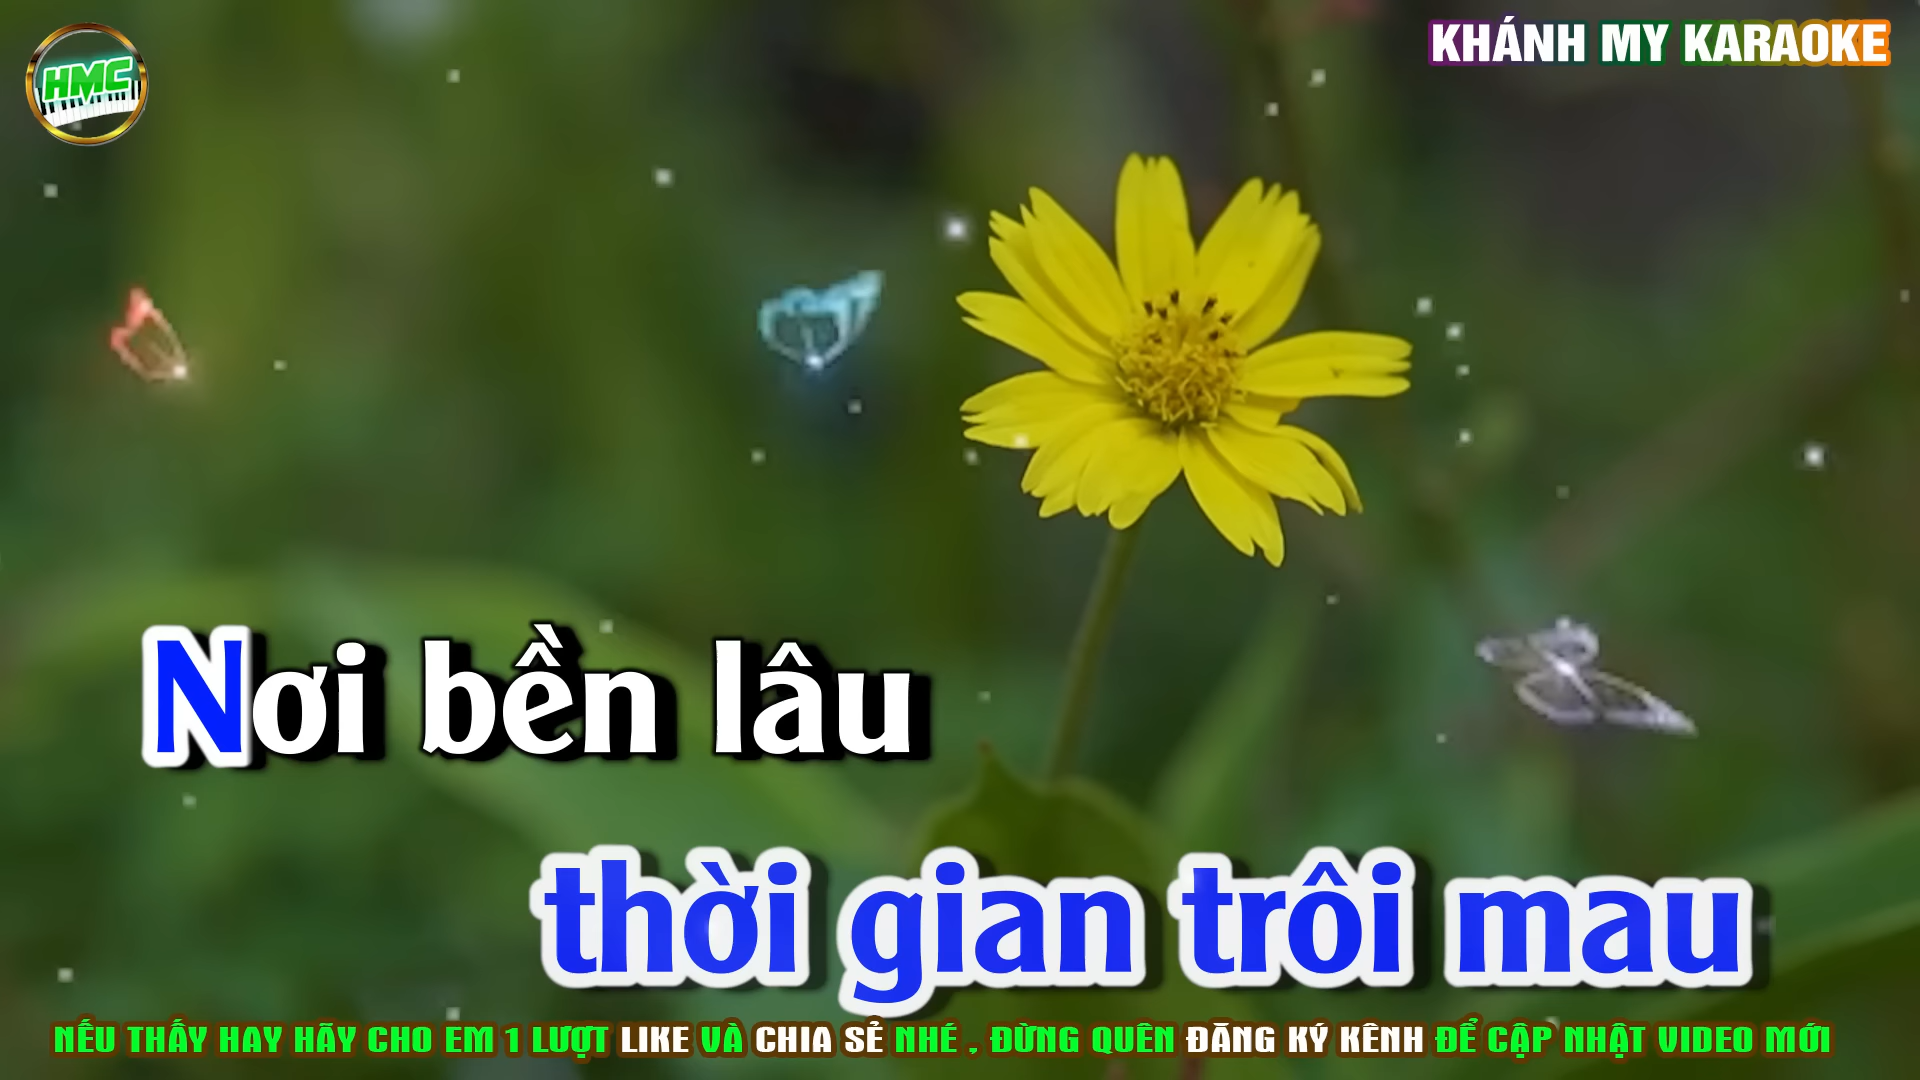 HMC
KHÁNH MY KARAOKE
Nơi bền lâu
thời gian trôi mau
NẾU THẤY HAY HÃY CHO EM 1 LƯỢT LIKE VÀ CHIA SẺ NHÉ , ĐỪNG QUÊN ĐĂNG KÝ KÊNH ĐỂ CẬP NHẬT VIDEO MỚI